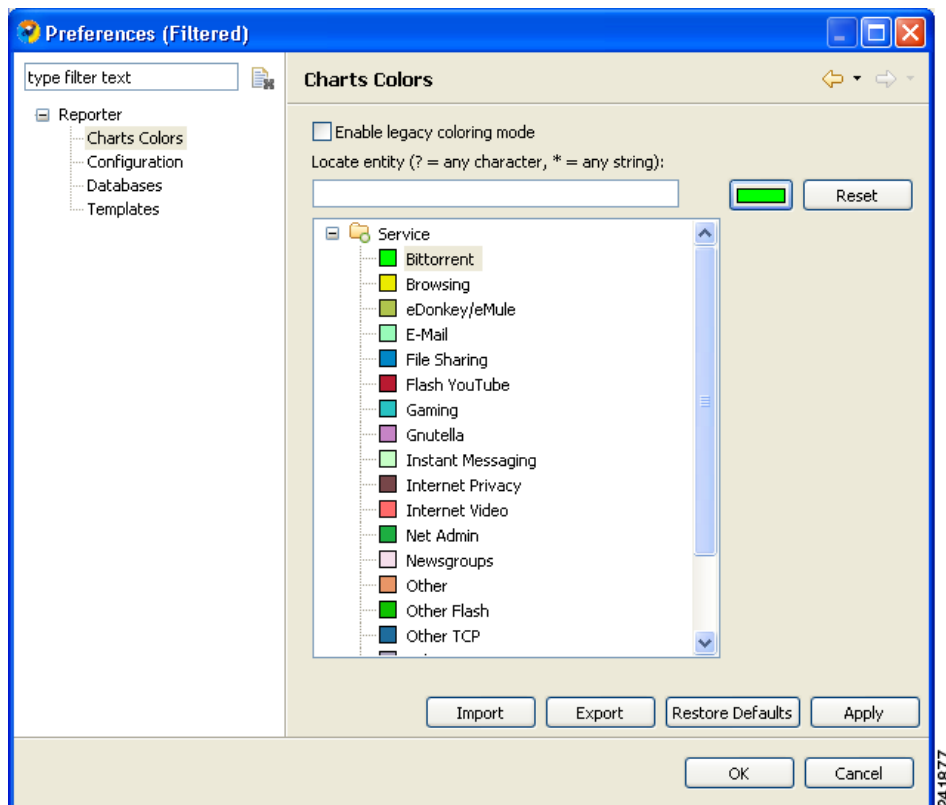 Preferences (Filtered)
type filter text
Reporter
Charts Colors
Configuration
Databases
Templates
Charts Colors
Enable legacy coloring mode
Locate entity (? = any character, * = any string):
Reset
Service
Bittorrent
Browsing
eDonkey/eMule
E-Mail
File Sharing
Flash YouTube
Gaming
Gnutella
Instant Messaging
Internet Privacy
Internet Video
Net Admin
Newsgroups
Other
Other Flash
Other TCP
Import Export Restore Defaults Apply
OK Cancel
241877